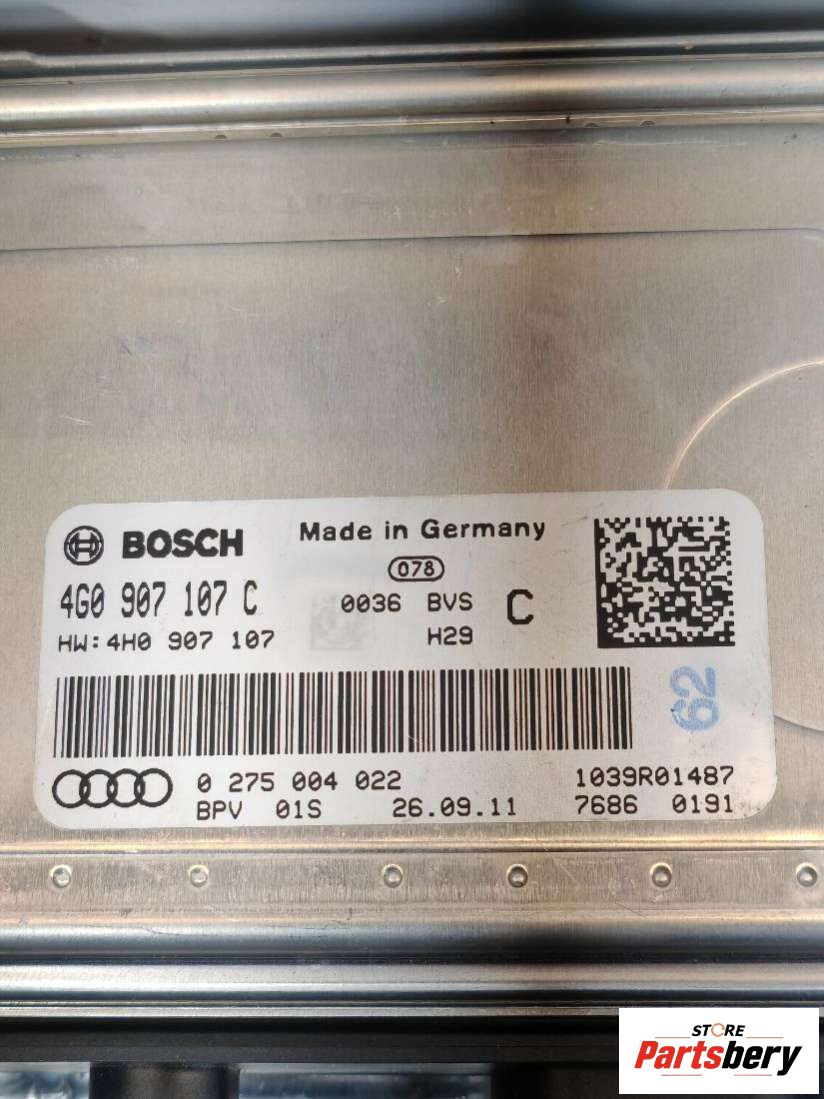 BOSCH
Made in Germany
078
4G0 907 107 C
0036 BVS C
HW:4H0 907 107
H29
62
0 275 004 022
1039R01487
BPV 01S
26.09.11
7686 0191
STORE
Partsbery